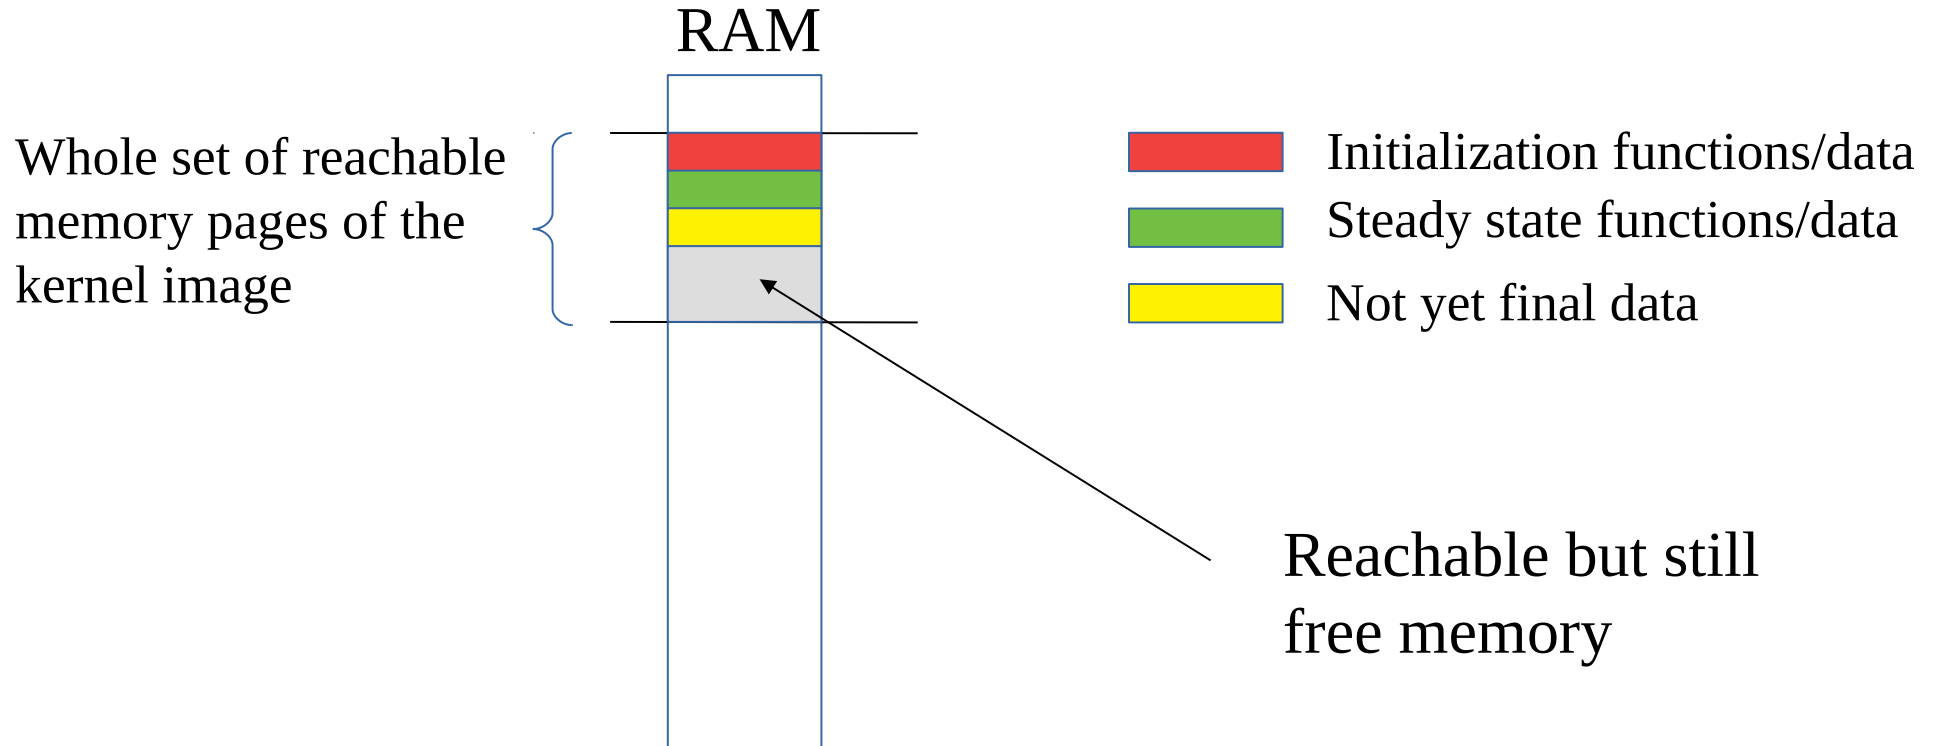 RAM
Whole set of reachable
memory pages of the
kernel image
Initialization functions/data
Steady state functions/data
Not yet final data
Reachable but still
free memory